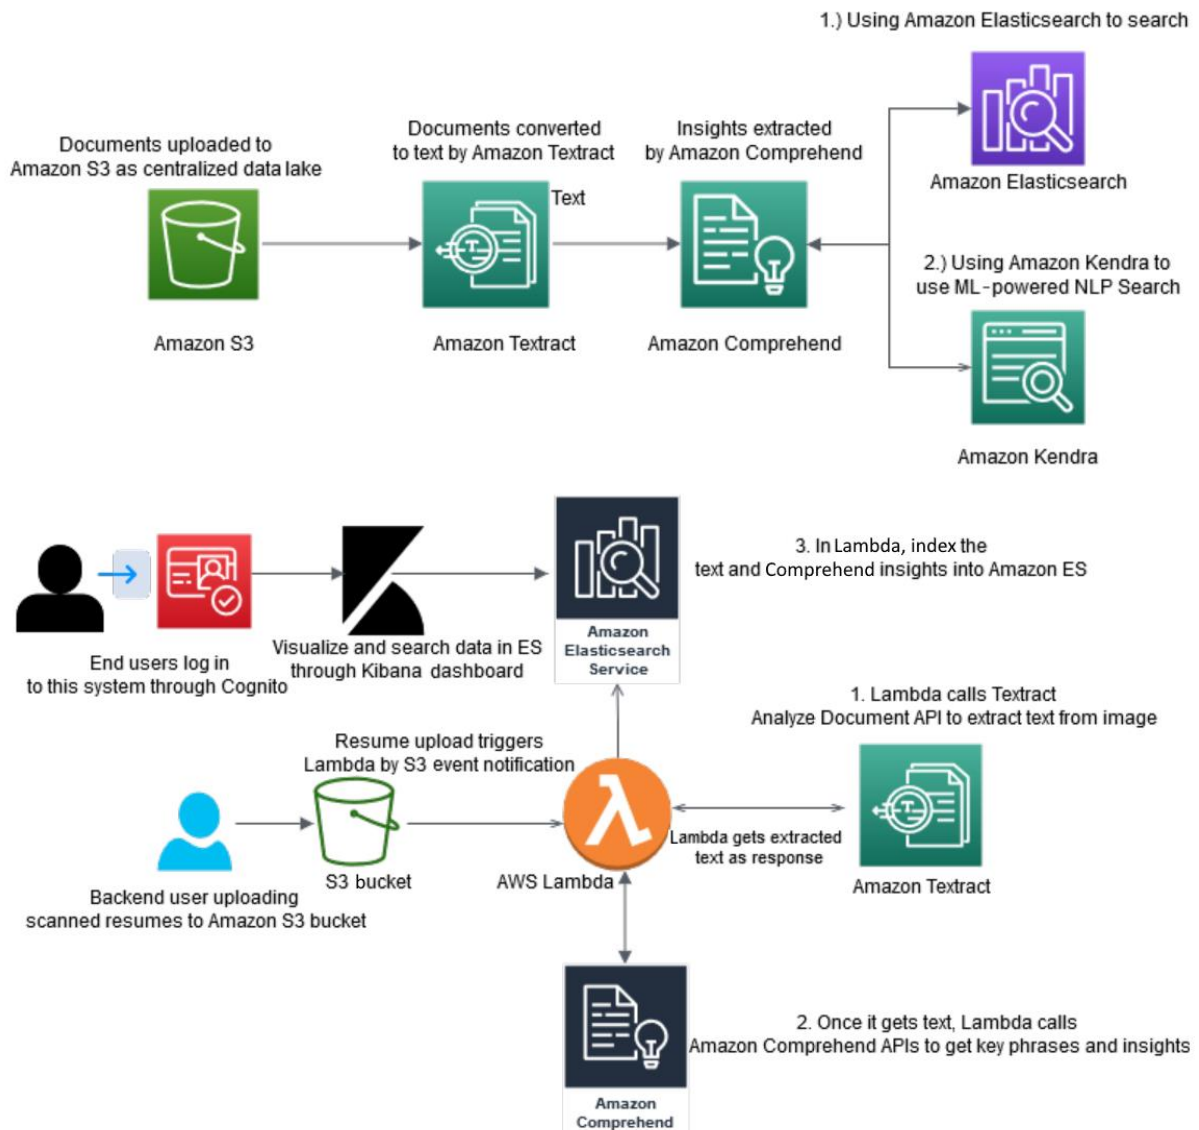 1.) Using Amazon Elasticsearch to search
Documents uploaded to
Amazon S3 as centralized data lake
Documents converted
to text by Amazon Textract
Insights extracted
by Amazon Comprehend
Text
Amazon Elasticsearch
2.) Using Amazon Kendra to
use ML-powered NLP Search
Amazon S3
Amazon Textract
Amazon Comprehend
Amazon Kendra
Amazon
Elasticsearch
Service
3. In Lambda, index the
text and Comprehend insights into Amazon ES
End users log in
to this system through Cognito
Visualize and search data in ES
through Kibana dashboard
1. Lambda calls Textract
Analyze Document API to extract text from image
Resume upload triggers
Lambda by S3 event notification
Lambda gets extracted
text as response
S3 bucket
AWS Lambda
Amazon Textract
Backend user uploading
scanned resumes to Amazon S3 bucket
2. Once it gets text, Lambda calls
Amazon Comprehend APIs to get key phrases and insights
Amazon
Comprehend